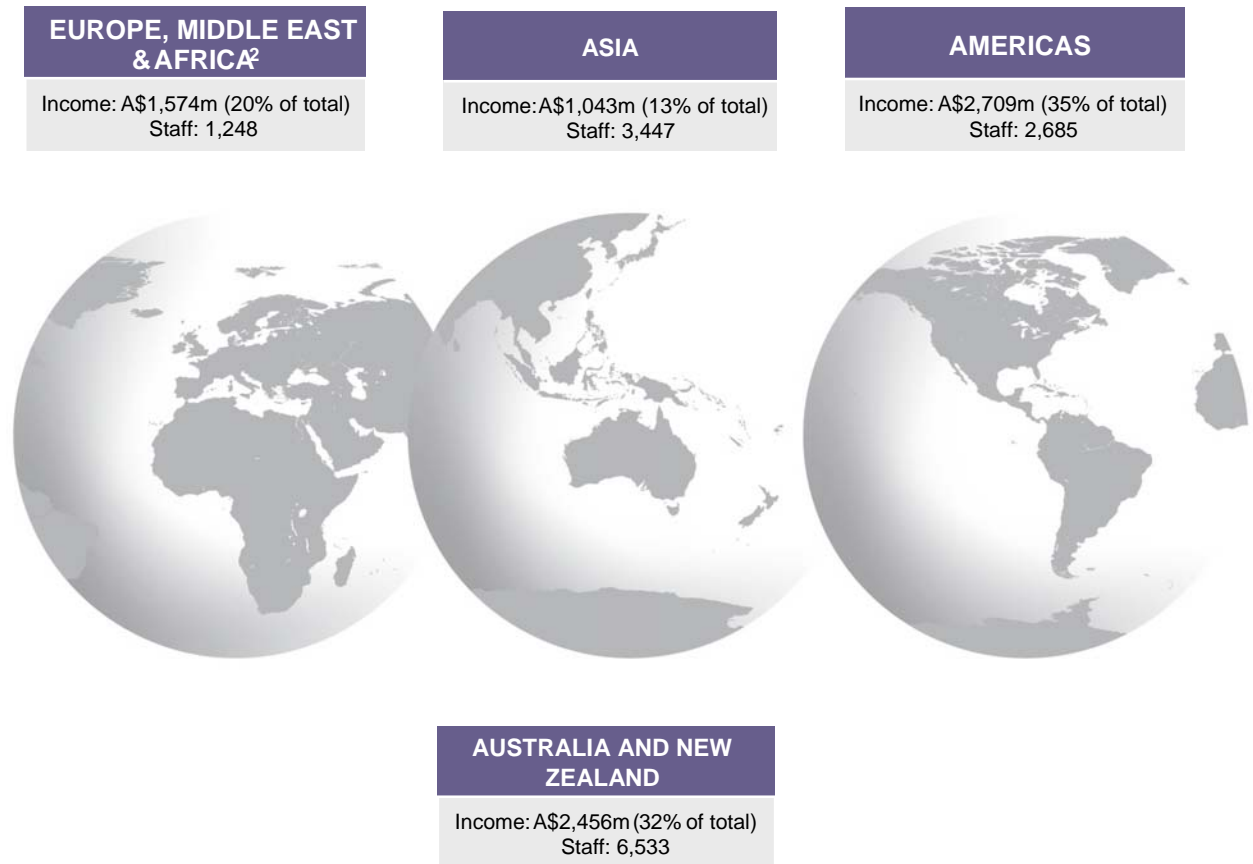 EUROPE, MIDDLE EAST
& AFRICA2
Income: A$1,574m (20% of total)
Staff: 1,248
ASIA
Income: A$1,043m (13% of total)
Staff: 3,447
AMERICAS
Income: A$2,709m (35% of total)
Staff: 2,685
AUSTRALIA AND NEW
ZEALAND
Income: A$2,456m (32% of total)
Staff: 6,533